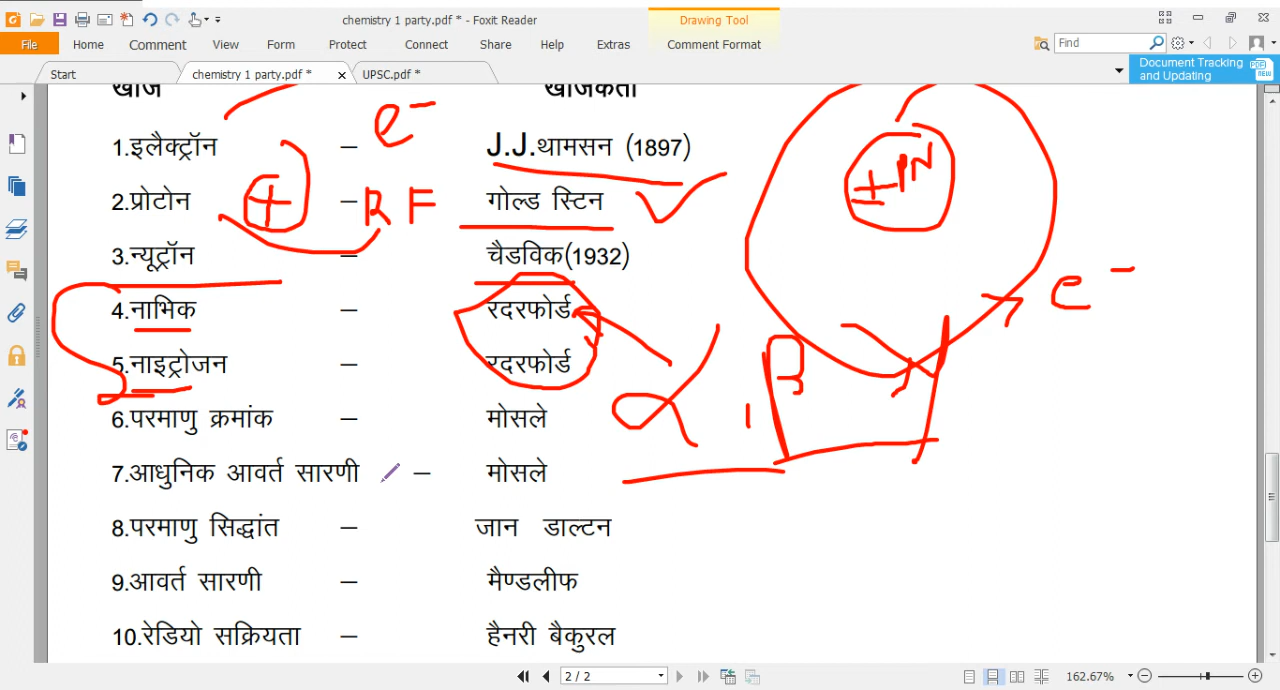 chemistry 1 party.pdf * - Foxit Reader
Drawing Tool
File Home Comment View Form Protect Connect Share Help Extras Comment Format
Find
Start chemistry 1 party.pdf * x UPSC.pdf *
Document Tracking
and Updating
खोज खोजकर्ता
1.इलैक्ट्रॉन – J.J.थामसन (1897)
e⁻
2.प्रोटोन – गोल्ड स्टिन
+ R F
± PN
3.न्यूट्रॉन – चैडविक(1932)
e⁻
4.नाभिक – रदरफोर्ड
5.नाइट्रोजन – रदरफोर्ड
α
6.परमाणु क्रमांक – मोसले
7.आधुनिक आवर्त सारणी – मोसले
8.परमाणु सिद्धांत – जान डाल्टन
9.आवर्त सारणी – मैण्डलीफ
10.रेडियो सक्रियता – हैनरी बैकुरल
2 / 2
162.67%